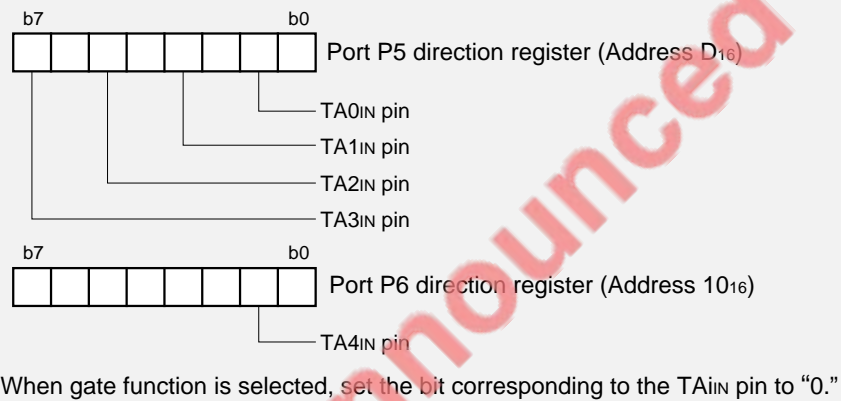 b7 b0
Port P5 direction register (Address D16)
TA0IN pin
TA1IN pin
TA2IN pin
TA3IN pin
b7 b0
Port P6 direction register (Address 1016)
TA4IN pin
When gate function is selected, set the bit corresponding to the TAiIN pin to “0.”
nnounced